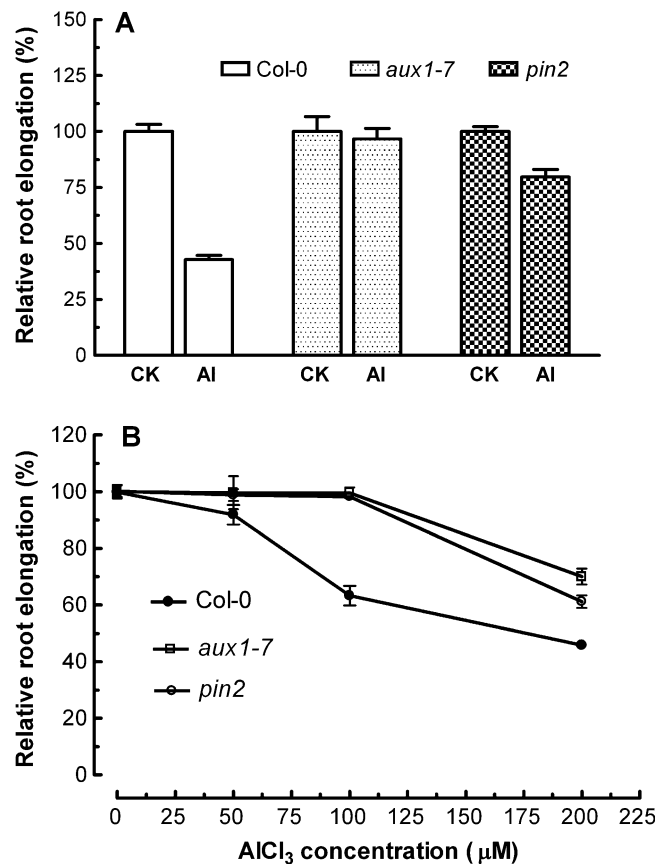 A
Relative root elongation (%)
150
125
100
75
50
25
0
Col-0 aux1-7 pin2
CK Al CK Al CK Al
B
Relative root elongation (%)
120
100
80
60
40
20
0
Col-0
aux1-7
pin2
0 25 50 75 100 125 150 175 200 225
AlCl₃ concentration ( μM)